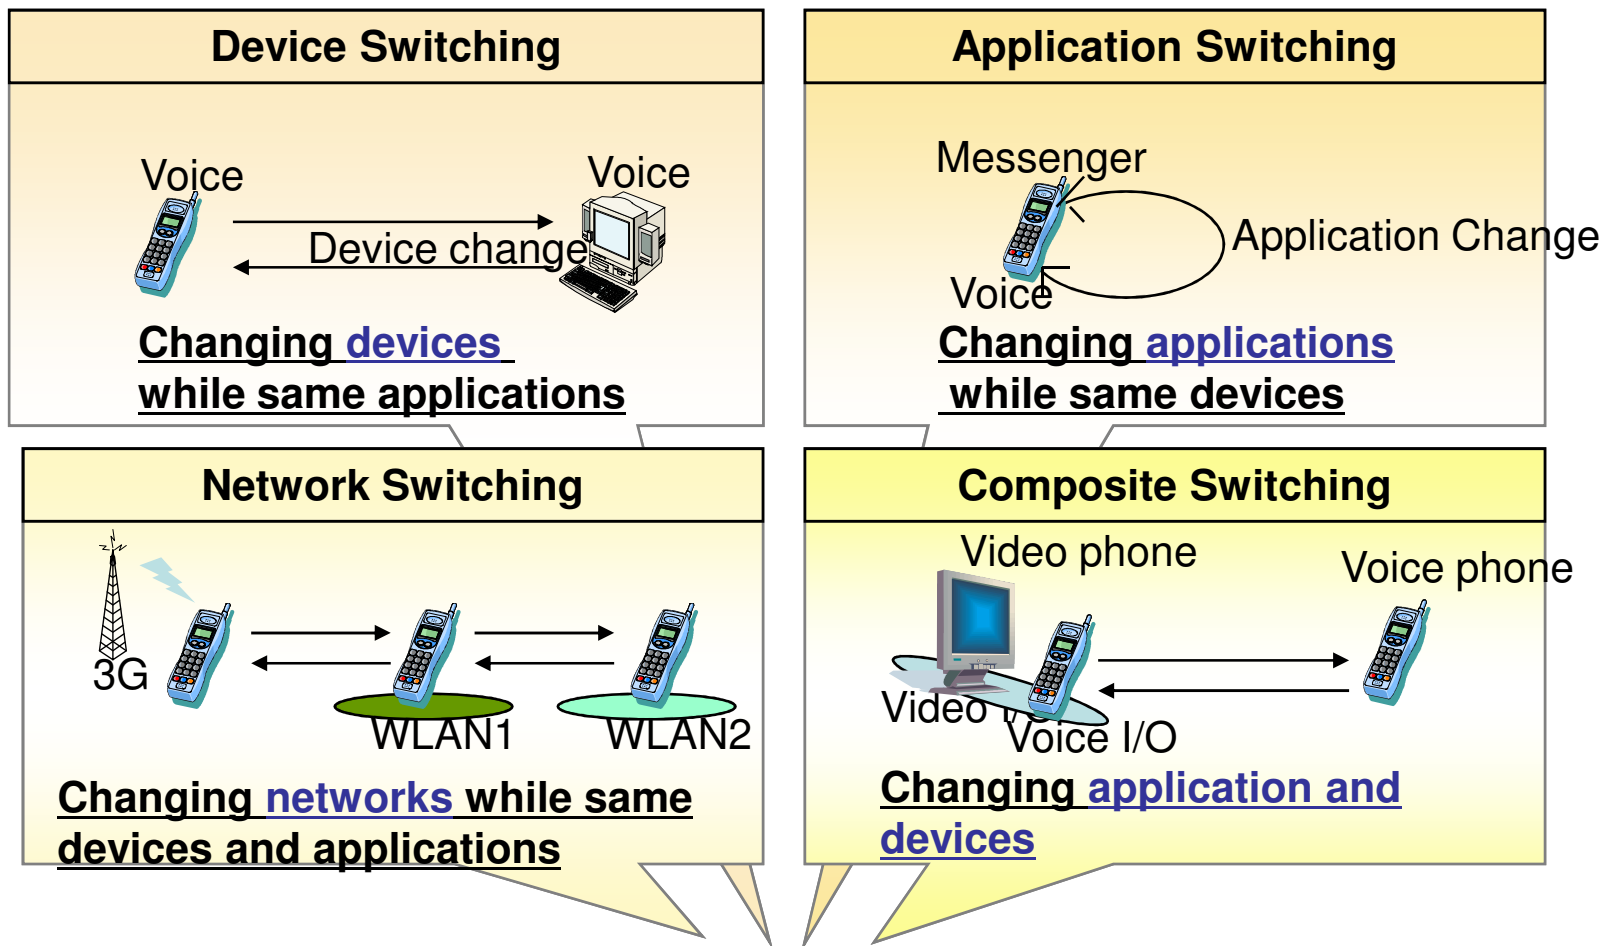 Device Switching
Voice
Voice
Device change
Changing devices
while same applications
Application Switching
Messenger
Application Change
Voice
Changing applications
while same devices
Network Switching
3G
WLAN1
WLAN2
Changing networks while same
devices and applications
Composite Switching
Video phone
Voice phone
Video I/O
Voice I/O
Changing application and
devices